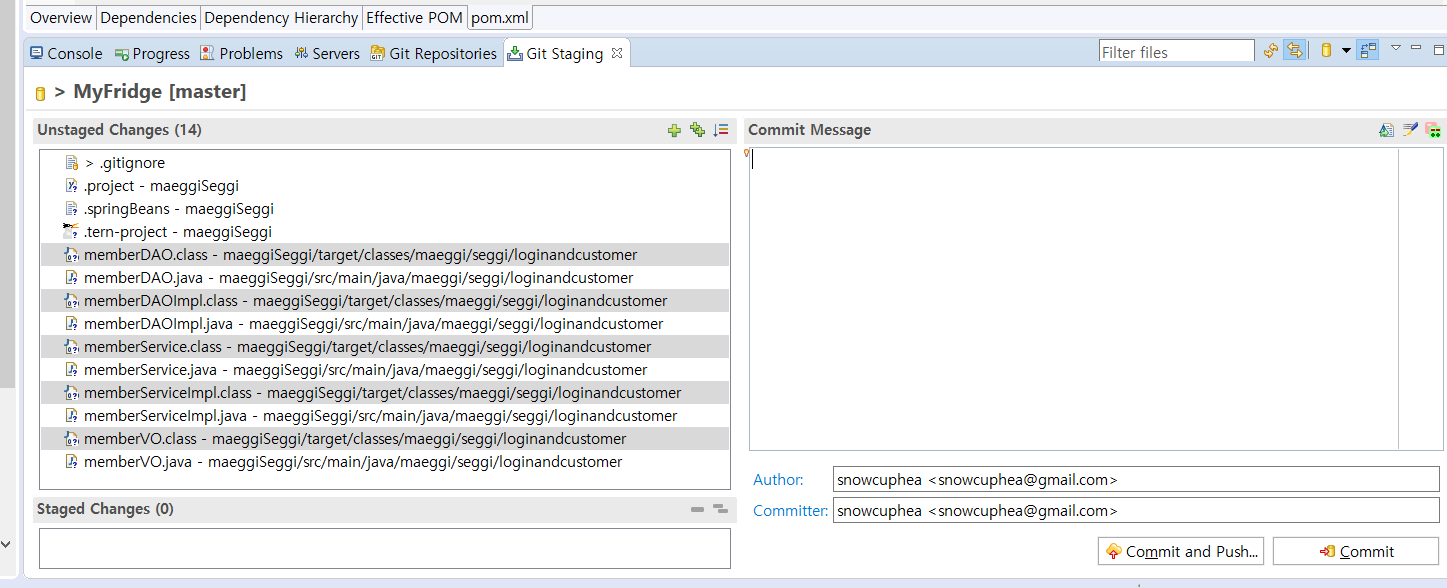 Overview Dependencies Dependency Hierarchy Effective POM pom.xml
Console Progress Problems Servers Git Repositories Git Staging Filter files
> MyFridge [master]
Unstaged Changes (14)
> .gitignore
.project - maeggiSeggi
.springBeans - maeggiSeggi
.tern-project - maeggiSeggi
memberDAO.class - maeggiSeggi/target/classes/maeggi/seggi/loginandcustomer
memberDAO.java - maeggiSeggi/src/main/java/maeggi/seggi/loginandcustomer
memberDAOImpl.class - maeggiSeggi/target/classes/maeggi/seggi/loginandcustomer
memberDAOImpl.java - maeggiSeggi/src/main/java/maeggi/seggi/loginandcustomer
memberService.class - maeggiSeggi/target/classes/maeggi/seggi/loginandcustomer
memberService.java - maeggiSeggi/src/main/java/maeggi/seggi/loginandcustomer
memberServiceImpl.class - maeggiSeggi/target/classes/maeggi/seggi/loginandcustomer
memberServiceImpl.java - maeggiSeggi/src/main/java/maeggi/seggi/loginandcustomer
memberVO.class - maeggiSeggi/target/classes/maeggi/seggi/loginandcustomer
memberVO.java - maeggiSeggi/src/main/java/maeggi/seggi/loginandcustomer
Staged Changes (0)
Commit Message
Author: snowcuphea <snowcuphea@gmail.com>
Committer: snowcuphea <snowcuphea@gmail.com>
Commit and Push... Commit